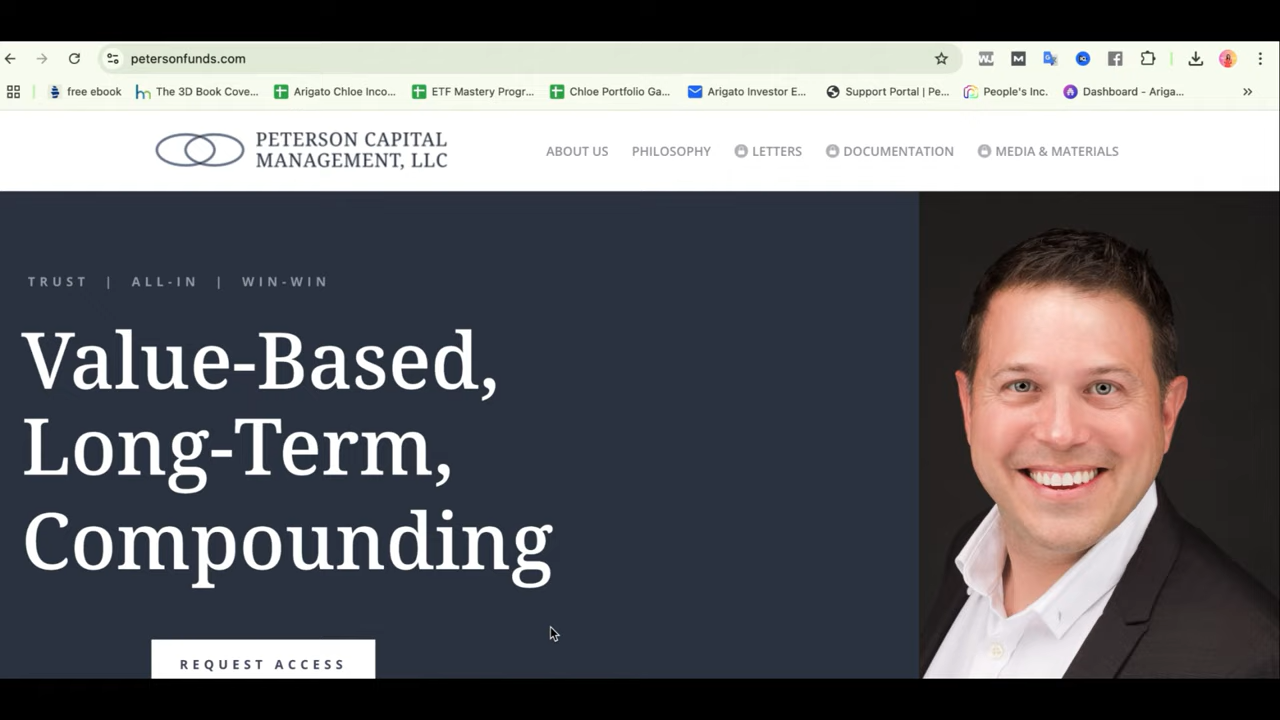 petersonfunds.com
free ebook
The 3D Book Cove...
Arigato Chloe Inco...
ETF Mastery Progr...
Chloe Portfolio Ga...
Arigato Investor E...
Support Portal | Pe...
People's Inc.
Dashboard - Ariga...
PETERSON CAPITAL
MANAGEMENT, LLC
ABOUT US
PHILOSOPHY
LETTERS
DOCUMENTATION
MEDIA & MATERIALS
TRUST | ALL-IN | WIN-WIN
Value-Based,
Long-Term,
Compounding
REQUEST ACCESS